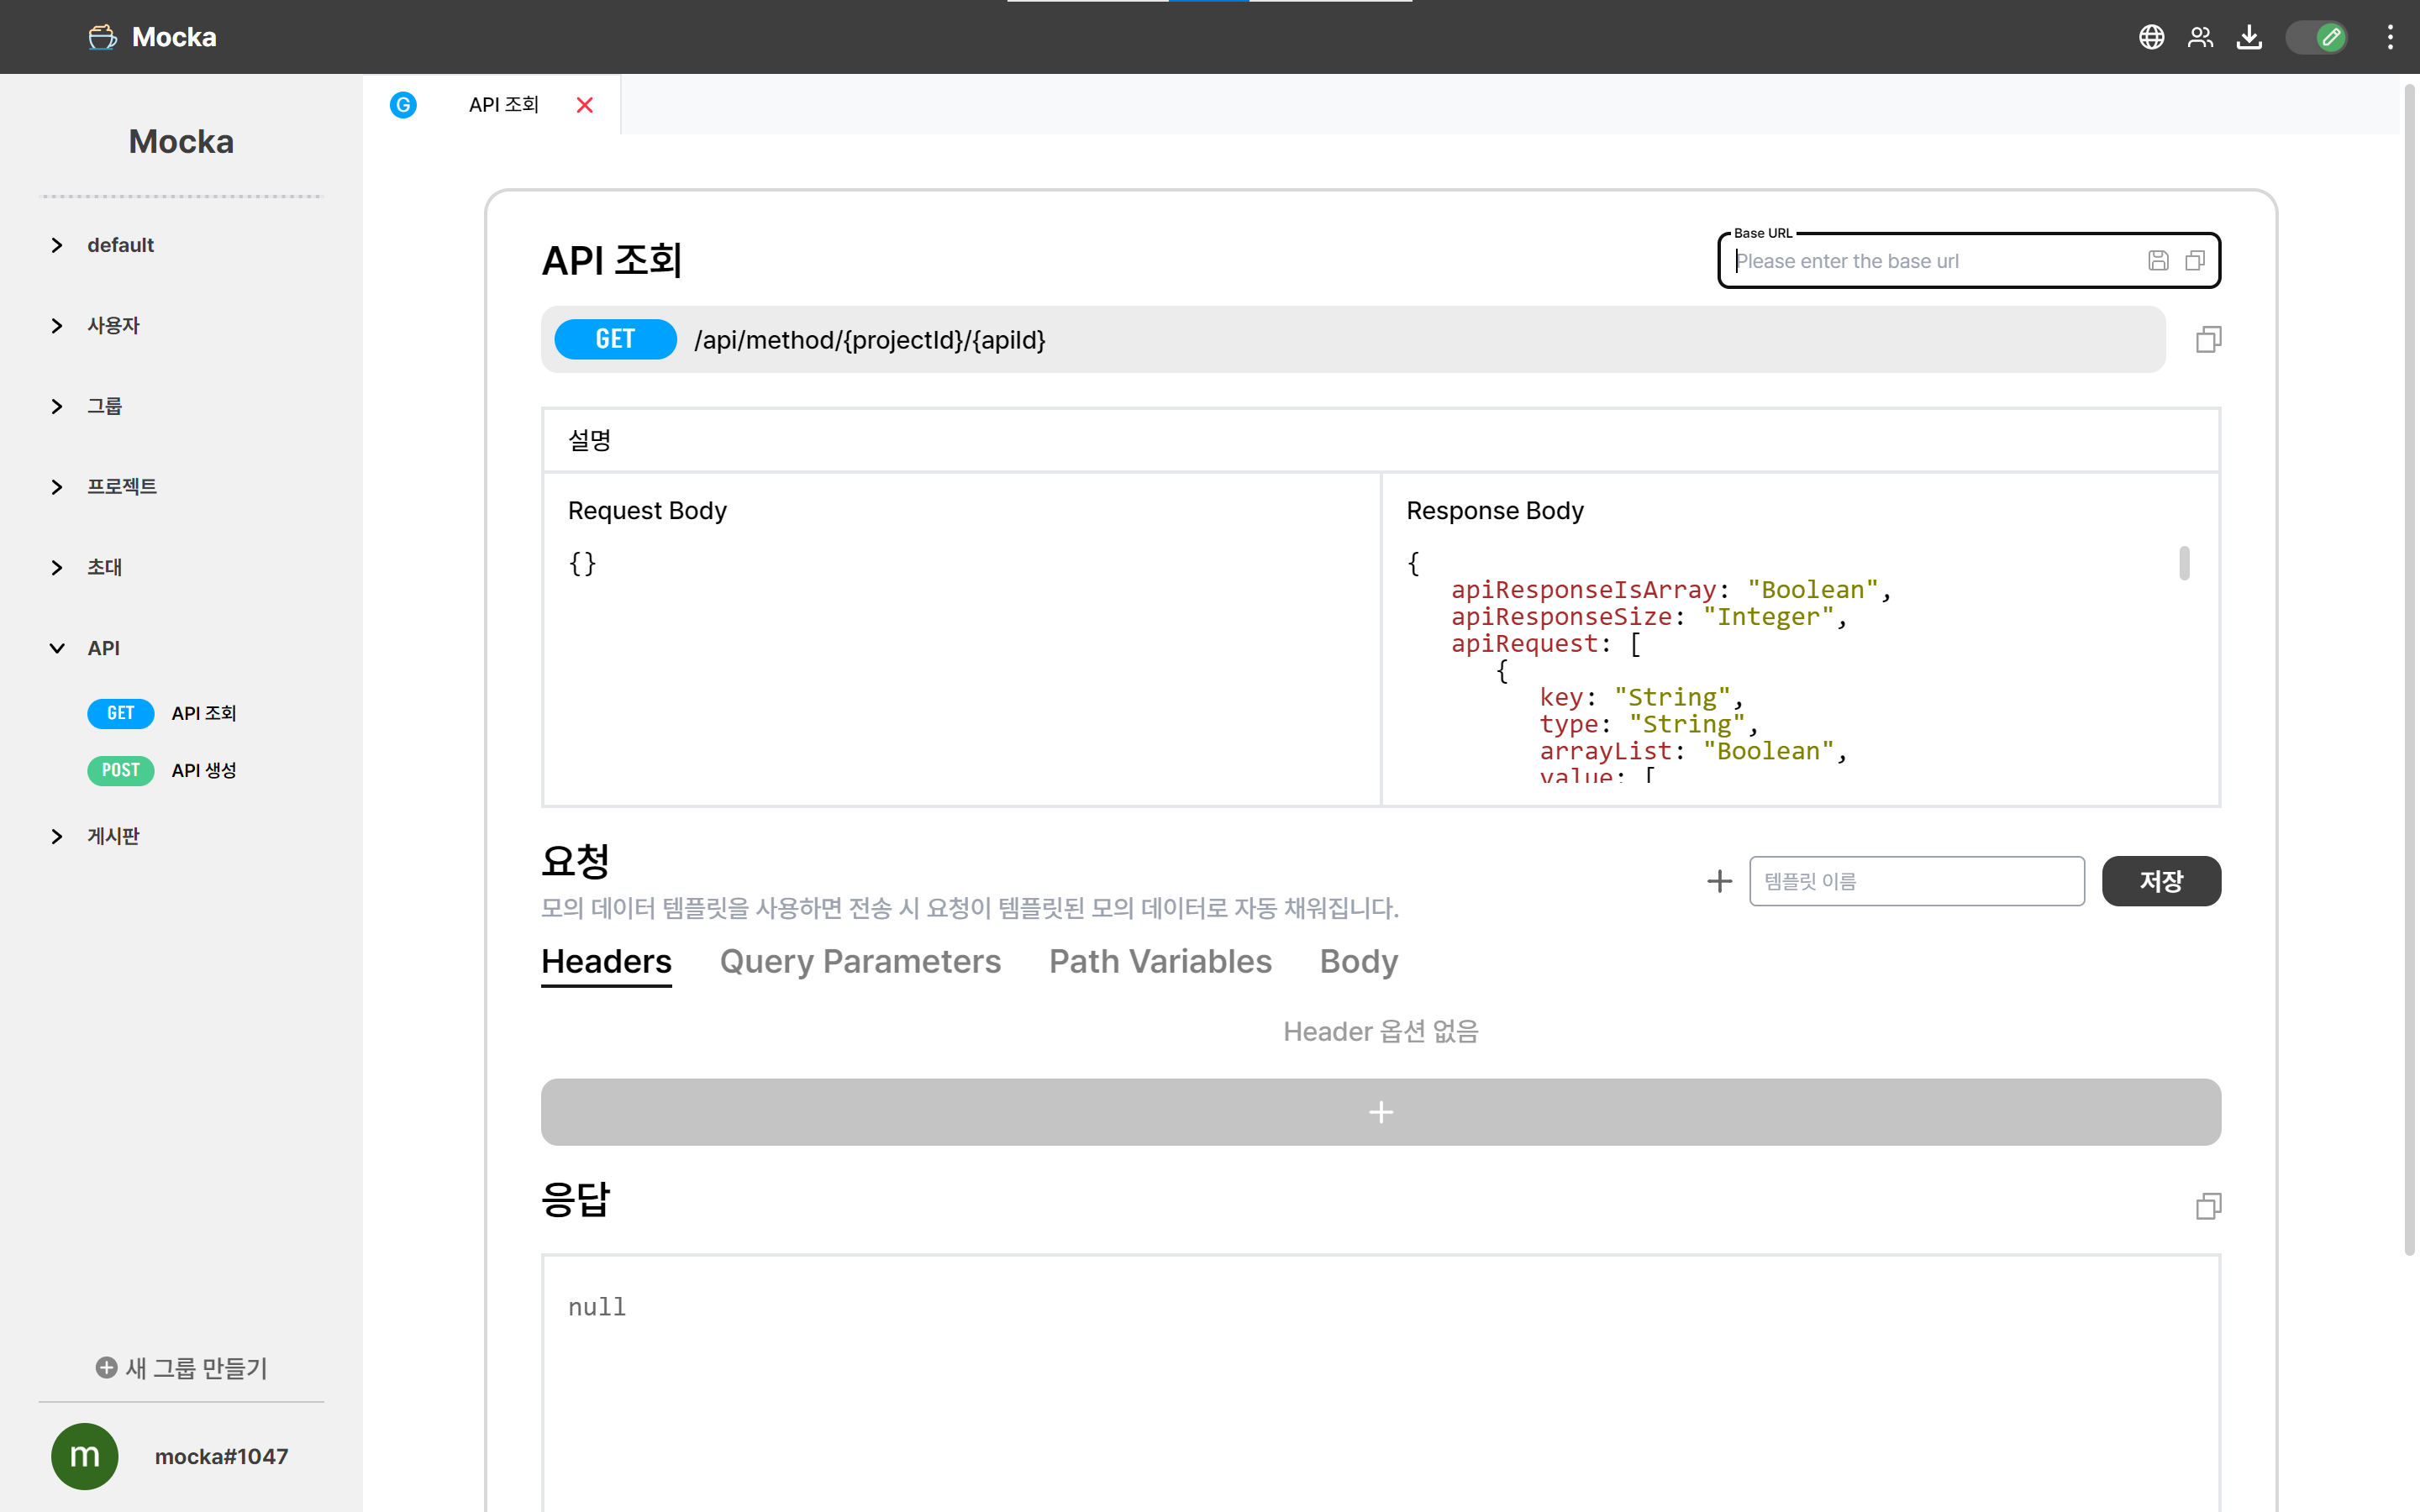 Mocka
Mocka
default
사용자
그룹
프로젝트
초대
API
GET API 조회
POST API 생성
게시판
새 그룹 만들기
m mocka#1047
G API 조회
API 조회
Base URL
Please enter the base url
GET /api/method/{projectId}/{apiId}
설명
Request Body
{}
Response Body
{
apiResponseIsArray: "Boolean",
apiResponseSize: "Integer",
apiRequest: [
{
key: "String",
type: "String",
arrayList: "Boolean",
value: [
요청
모의 데이터 템플릿을 사용하면 전송 시 요청이 템플릿된 모의 데이터로 자동 채워집니다.
템플릿 이름
저장
Headers Query Parameters Path Variables Body
Header 옵션 없음
응답
null